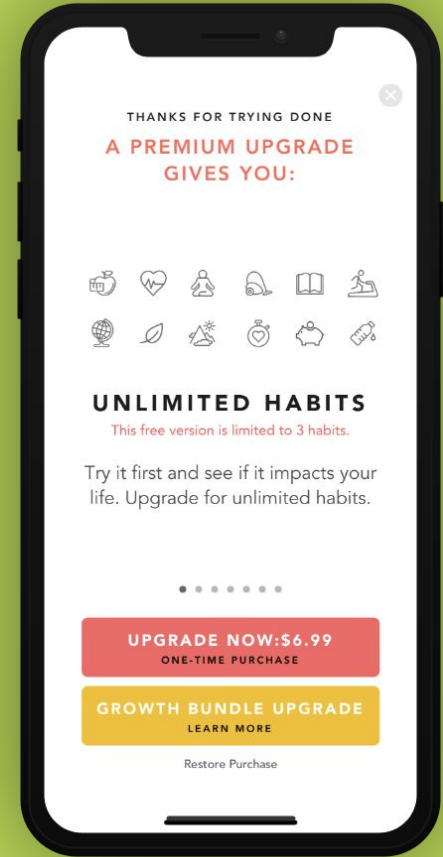 THANKS FOR TRYING DONE
A PREMIUM UPGRADE
GIVES YOU:
UNLIMITED HABITS
This free version is limited to 3 habits.
Try it first and see if it impacts your
life. Upgrade for unlimited habits.
UPGRADE NOW:$6.99
ONE-TIME PURCHASE
GROWTH BUNDLE UPGRADE
LEARN MORE
Restore Purchase